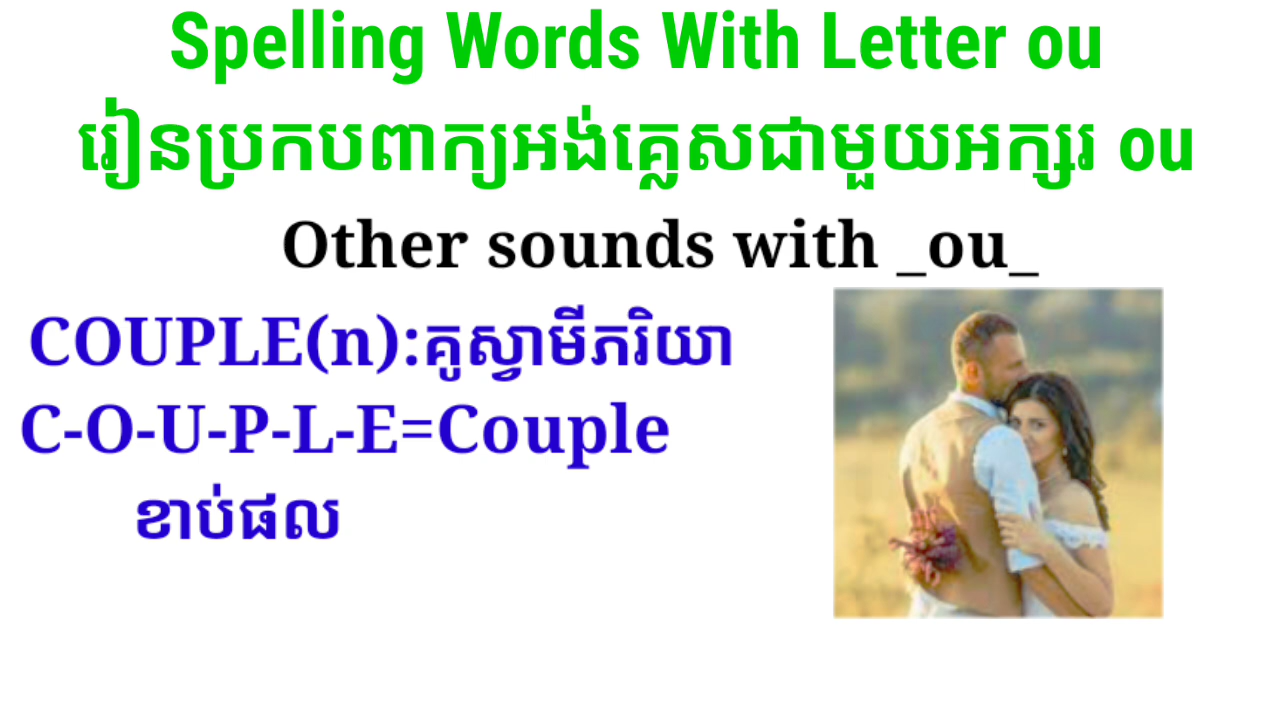 Spelling Words With Letter ou
រៀនប្រកបពាក្យអង់គ្លេសជាមួយអក្សរ ou
Other sounds with _ou_
COUPLE(n):គូស្វាមីភរិយា
C-O-U-P-L-E=Couple
ខាប់ផល